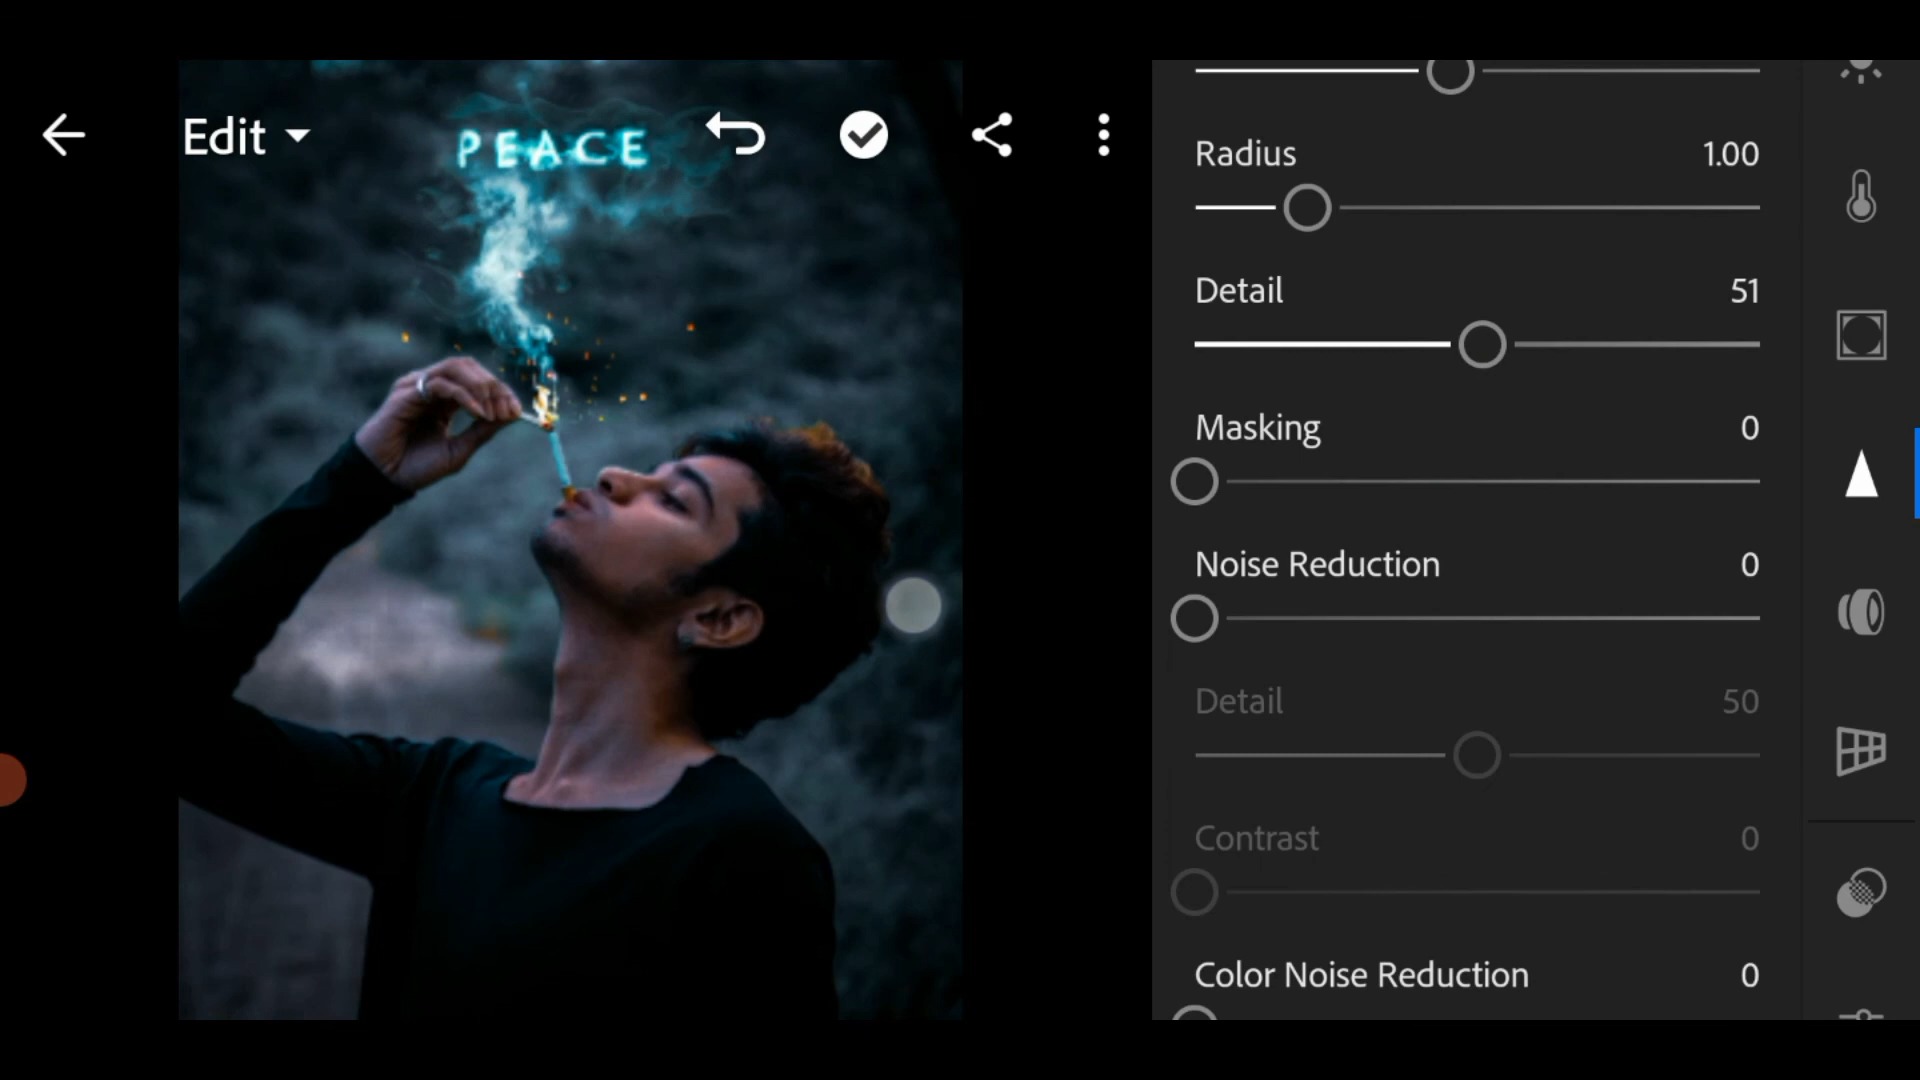 Edit
PEACE
Radius 1.00
Detail 51
Masking 0
Noise Reduction 0
Detail 50
Contrast 0
Color Noise Reduction 0